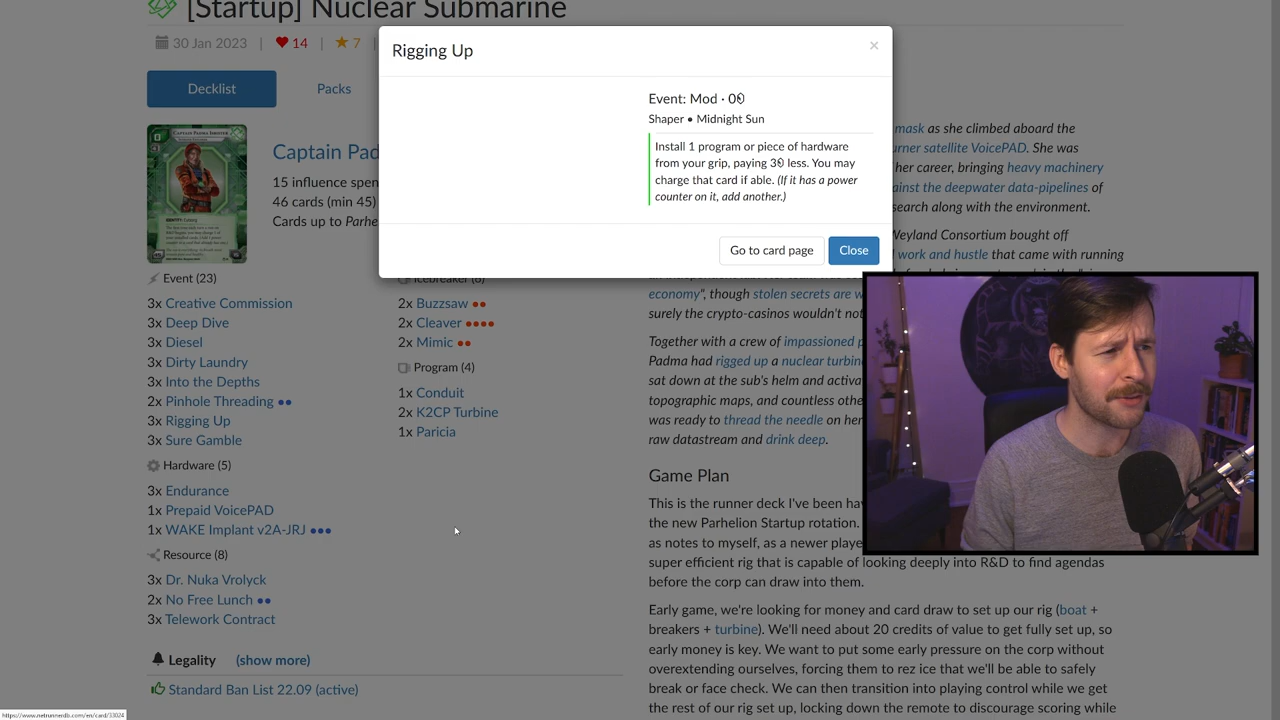 [Startup] Nuclear Submarine
30 Jan 2023 | 14 | 7
Decklist
Packs
CAPTAIN PADMA ISBISTER
Captain Pad
15 influence spen
46 cards (min 45)
Cards up to Parhe
Rigging Up
×
Event: Mod · 0
Shaper • Midnight Sun
Install 1 program or piece of hardware
from your grip, paying 3 less. You may
charge that card if able. (If it has a power
counter on it, add another.)
Go to card page
Close
Event (23)
3x Creative Commission
3x Deep Dive
3x Diesel
3x Dirty Laundry
3x Into the Depths
2x Pinhole Threading ●●
3x Rigging Up
3x Sure Gamble
Hardware (5)
3x Endurance
1x Prepaid VoicePAD
1x WAKE Implant v2A-JRJ ●●●
Resource (8)
3x Dr. Nuka Vrolyck
2x No Free Lunch ●●
3x Telework Contract
Icebreaker (6)
2x Buzzsaw ●●
2x Cleaver ●●●●
2x Mimic ●●
Program (4)
1x Conduit
2x K2CP Turbine
1x Paricia
Legality (show more)
Standard Ban List 22.09 (active)
mask as she climbed aboard the
urner satellite VoicePAD. She was
her career, bringing heavy machinery
ainst the deepwater data-pipelines of
search along with the environment.
Weyland Consortium bought off
work and hustle that came with running
economy", though stolen secrets are w
surely the crypto-casinos wouldn't not
Together with a crew of impassioned p
Padma had rigged up a nuclear turbin
sat down at the sub's helm and activa
topographic maps, and countless othe
was ready to thread the needle on her
raw datastream and drink deep.
Game Plan
This is the runner deck I've been hav
the new Parhelion Startup rotation.
as notes to myself, as a newer playe
super efficient rig that is capable of looking deeply into R&D to find agendas
before the corp can draw into them.
Early game, we're looking for money and card draw to set up our rig (boat +
breakers + turbine). We'll need about 20 credits of value to get fully set up, so
early money is key. We want to put some early pressure on the corp without
overextending ourselves, forcing them to rez ice that we'll be able to safely
break or face check. We can then transition into playing control while we get
the rest of our rig set up, locking down the remote to discourage scoring while
https://www.netrunnerdb.com/en/card/33024